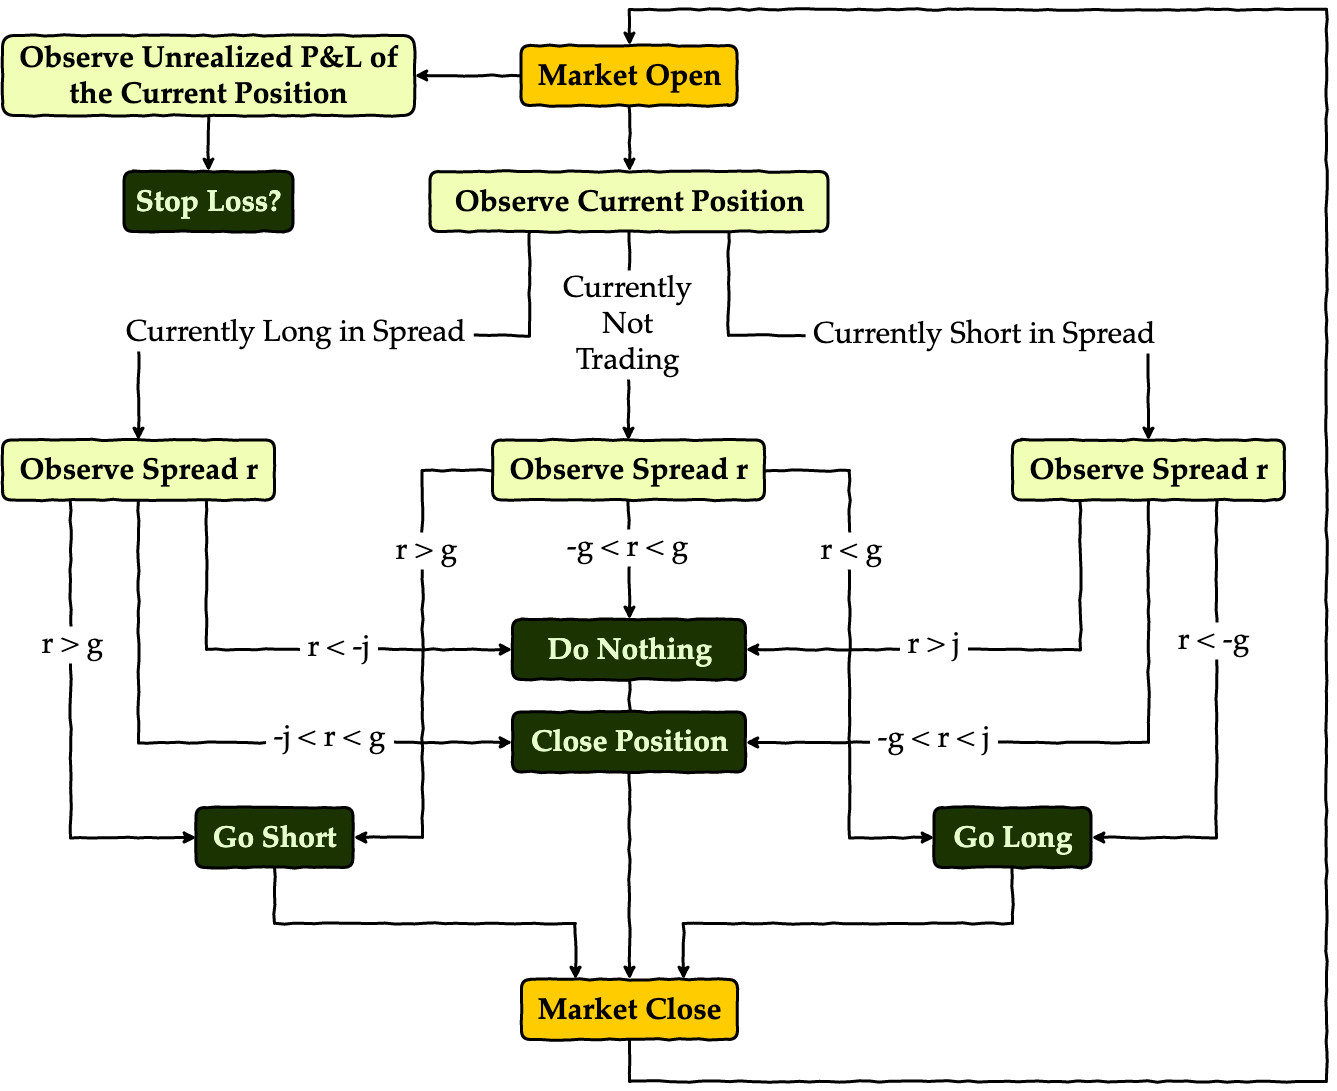 Observe Unrealized P&L of
the Current Position
Market Open
Stop Loss?
Observe Current Position
Currently
Not
Trading
Currently Long in Spread
Currently Short in Spread
Observe Spread r
Observe Spread r
Observe Spread r
r > g
-g < r < g
r < g
r > g
r < -j
Do Nothing
r > j
r < -g
-j < r < g
Close Position
-g < r < j
Go Short
Go Long
Market Close